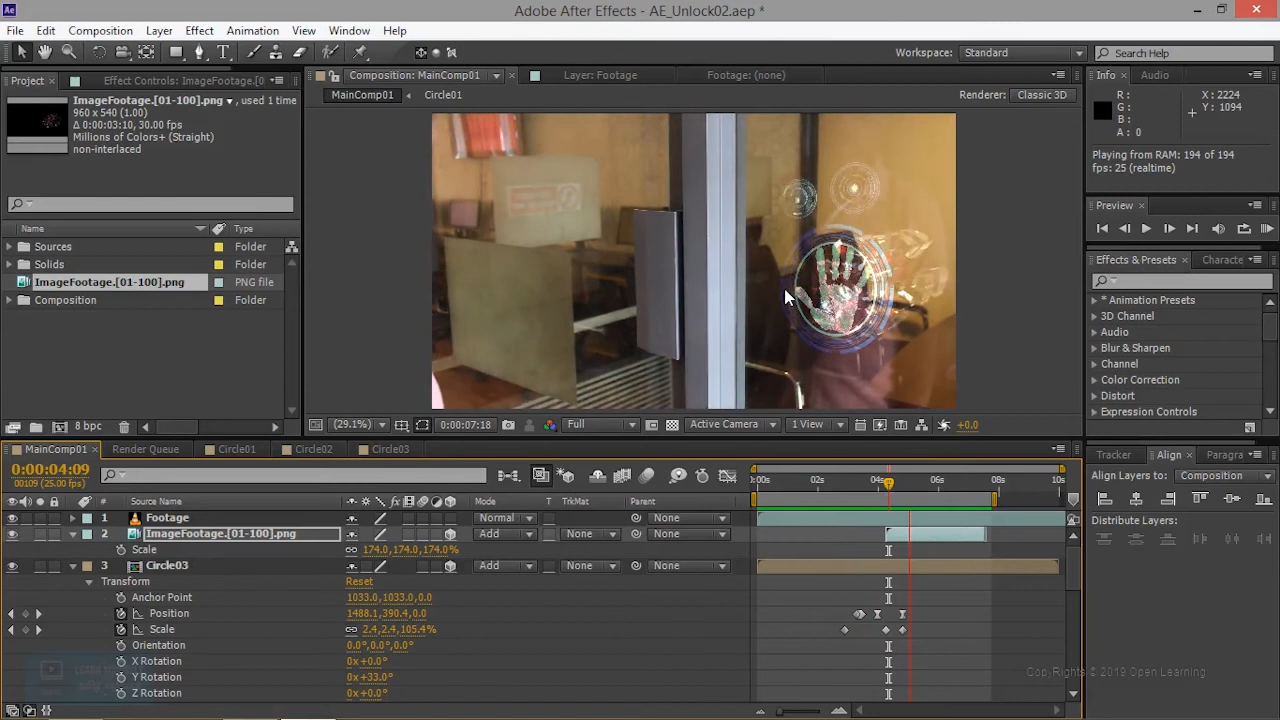 Adobe After Effects - AE_Unlock02.aep *
File Edit Composition Layer Effect Animation View Window Help
Workspace: Standard Search Help
Project Effect Controls: ImageFootage.[0
Composition: MainComp01 Layer: Footage Footage: (none)
Info Audio
MainComp01 Circle01 Renderer: Classic 3D
ImageFootage.[01-100].png , used 1 time
960 x 540 (1.00)
Δ 0:00:03:10, 30.00 fps
Millions of Colors+ (Straight)
non-interlaced
R :
G :
B :
A : 0
X : 2224
Y : 1094
Playing from RAM: 194 of 194
fps: 25 (realtime)
Preview
Name Type
Sources Folder
Solids Folder
ImageFootage.[01-100].png PNG file
Composition Folder
Effects & Presets Characte
* Animation Presets
3D Channel
Audio
Blur & Sharpen
Channel
Color Correction
Distort
Expression Controls
8 bpc
(29.1%) 0:00:07:18 Full Active Camera 1 View +0.0
MainComp01 Render Queue Circle01 Circle02 Circle03
Tracker Align Paragra
0:00:04:09
00109 (25.00 fps)
0:00s 02s 04s 06s 08s 10s
Align Layers to: Composition
# Source Name Mode T TrkMat Parent
1 Footage Normal None
2 ImageFootage.[01-100].png Add None None
Distribute Layers:
Scale 174.0,174.0,174.0%
3 Circle03 Add None None
Transform Reset
Anchor Point 1033.0,1033.0,0.0
Position 1488.1,390.4,0.0
Scale 2.4,2.4,105.4%
Orientation 0.0°,0.0°,0.0°
X Rotation 0x+0.0°
Y Rotation 0x+33.0°
Z Rotation 0x+0.0°
CopyRights © 2019 Open Learning